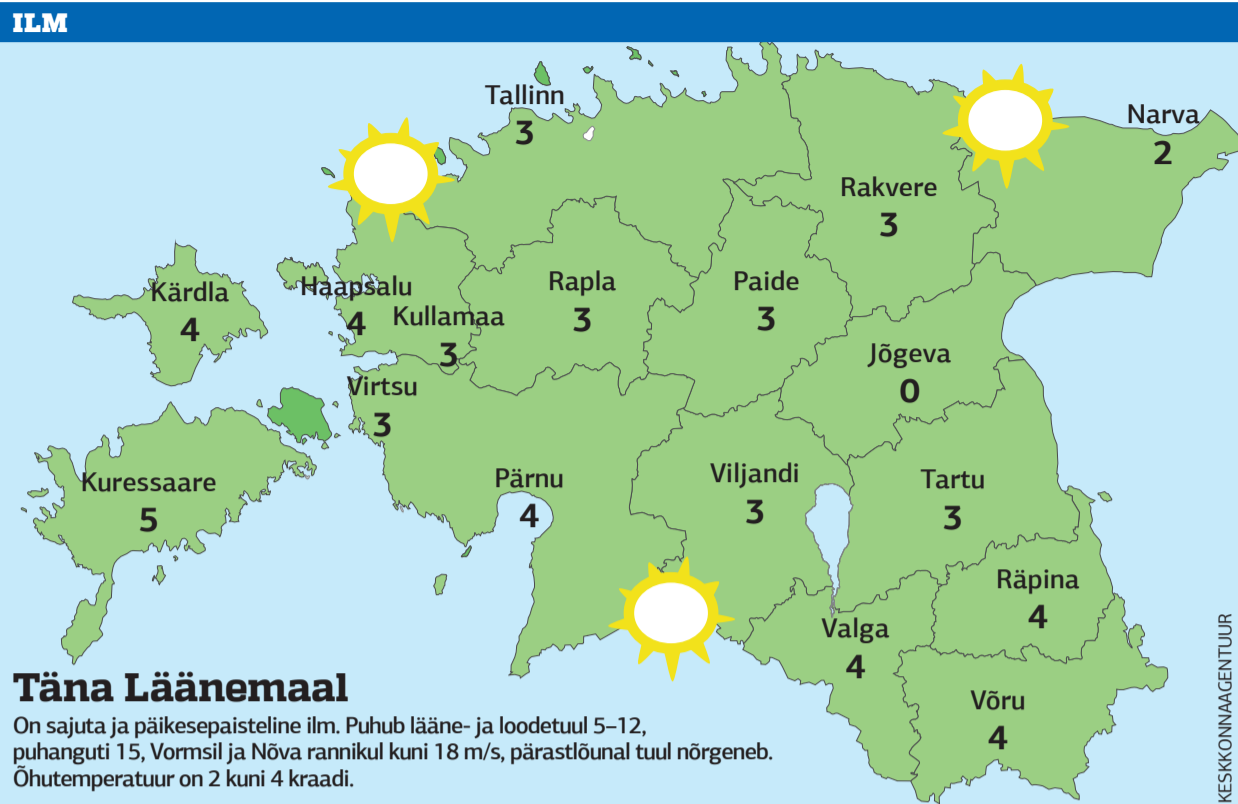 ILM
Tallinn
3
Narva
2
Rakvere
3
Kärdla
4
Haapsalu
4
Kullamaa
3
Rapla
3
Paide
3
Jõgeva
0
Virtsu
3
Kuressaare
5
Pärnu
4
Viljandi
3
Tartu
3
Räpina
4
Valga
4
Võru
4
Täna Läänemaal
On sajuta ja päikesepaisteline ilm. Puhub lääne- ja loodetuul 5–12,
puhanguti 15, Vormsil ja Nõva rannikul kuni 18 m/s, pärastlõunal tuul nõrgeneb.
Õhutemperatuur on 2 kuni 4 kraadi.
KESKKONNAAGENTUUR